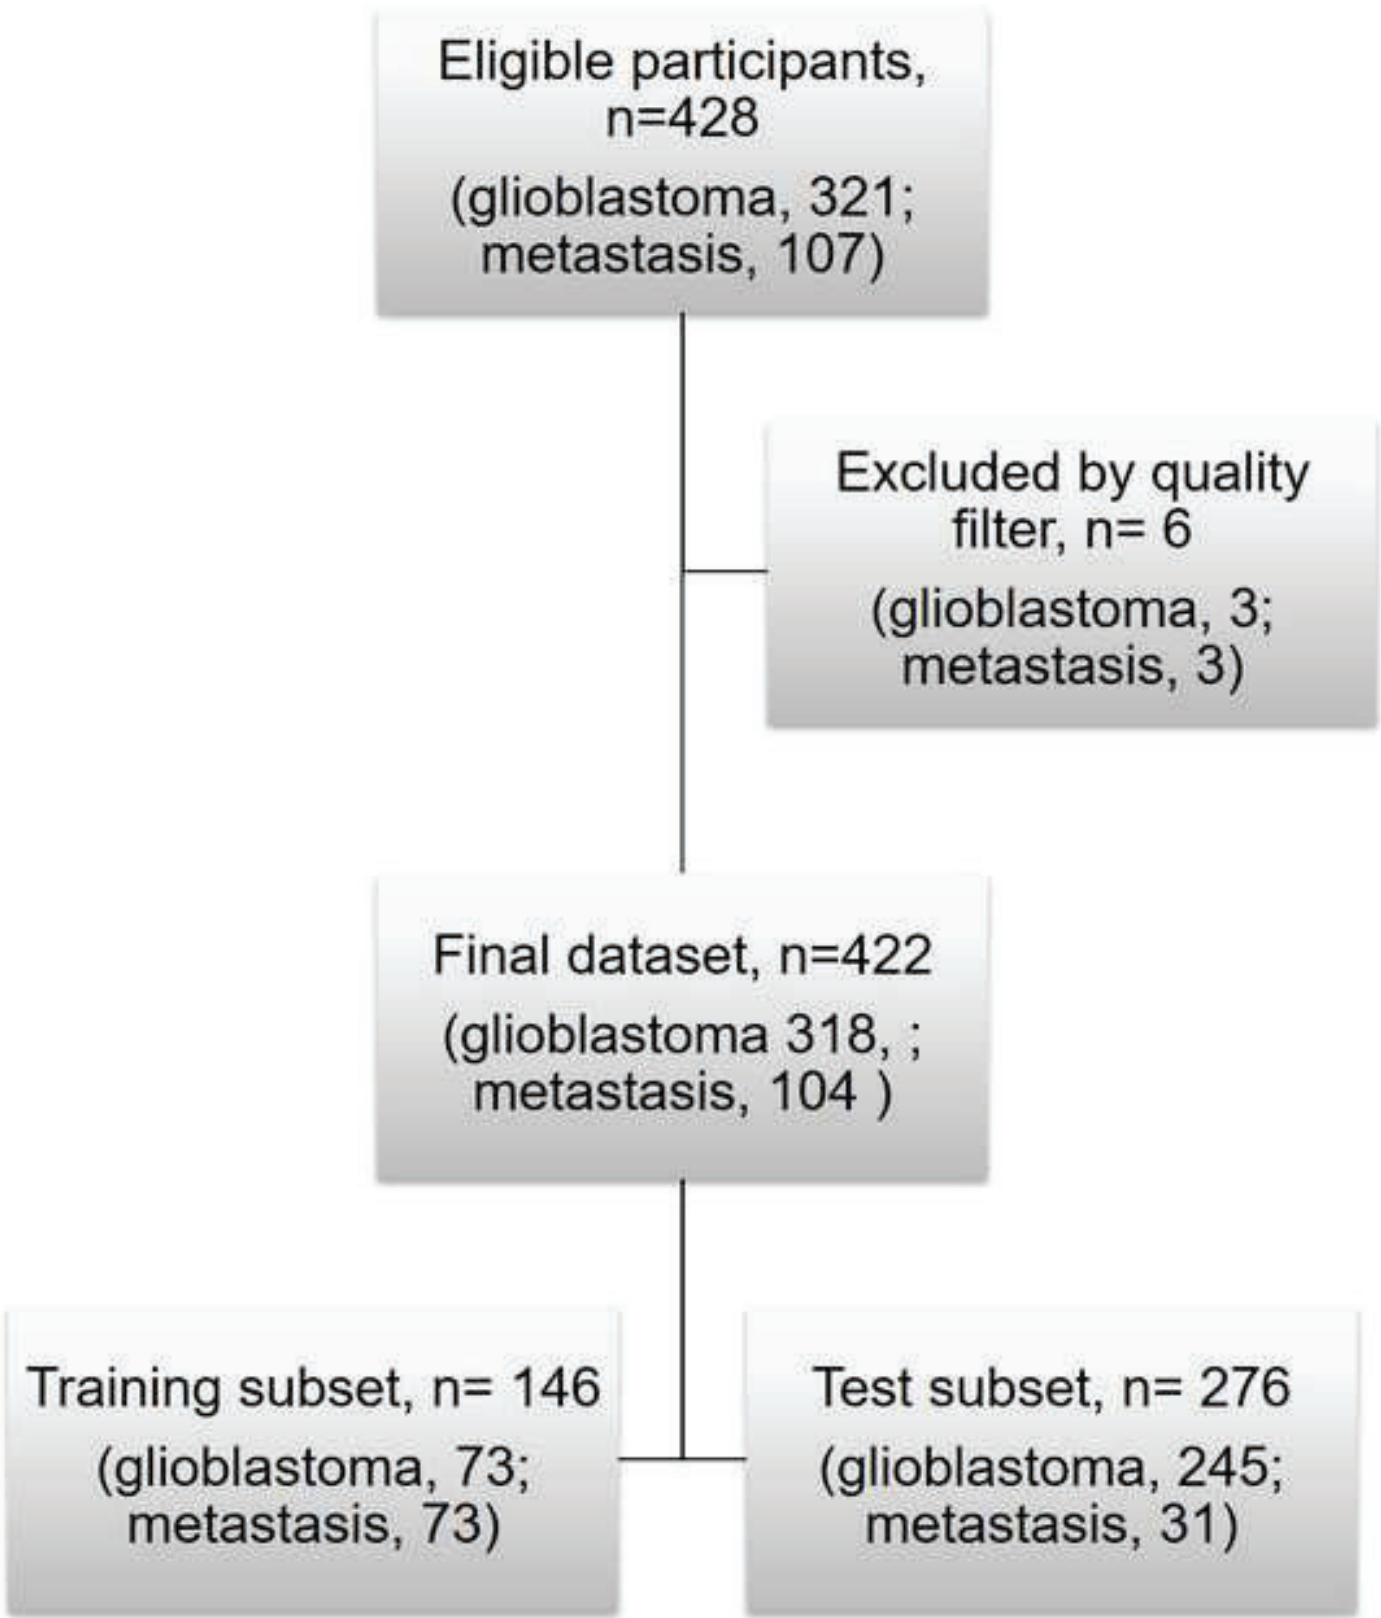 Eligible participants,
n=428
(glioblastoma, 321;
metastasis, 107)
Excluded by quality
filter, n= 6
(glioblastoma, 3;
metastasis, 3)
Final dataset, n=422
(glioblastoma 318, ;
metastasis, 104 )
Training subset, n= 146
(glioblastoma, 73;
metastasis, 73)
Test subset, n= 276
(glioblastoma, 245;
metastasis, 31)